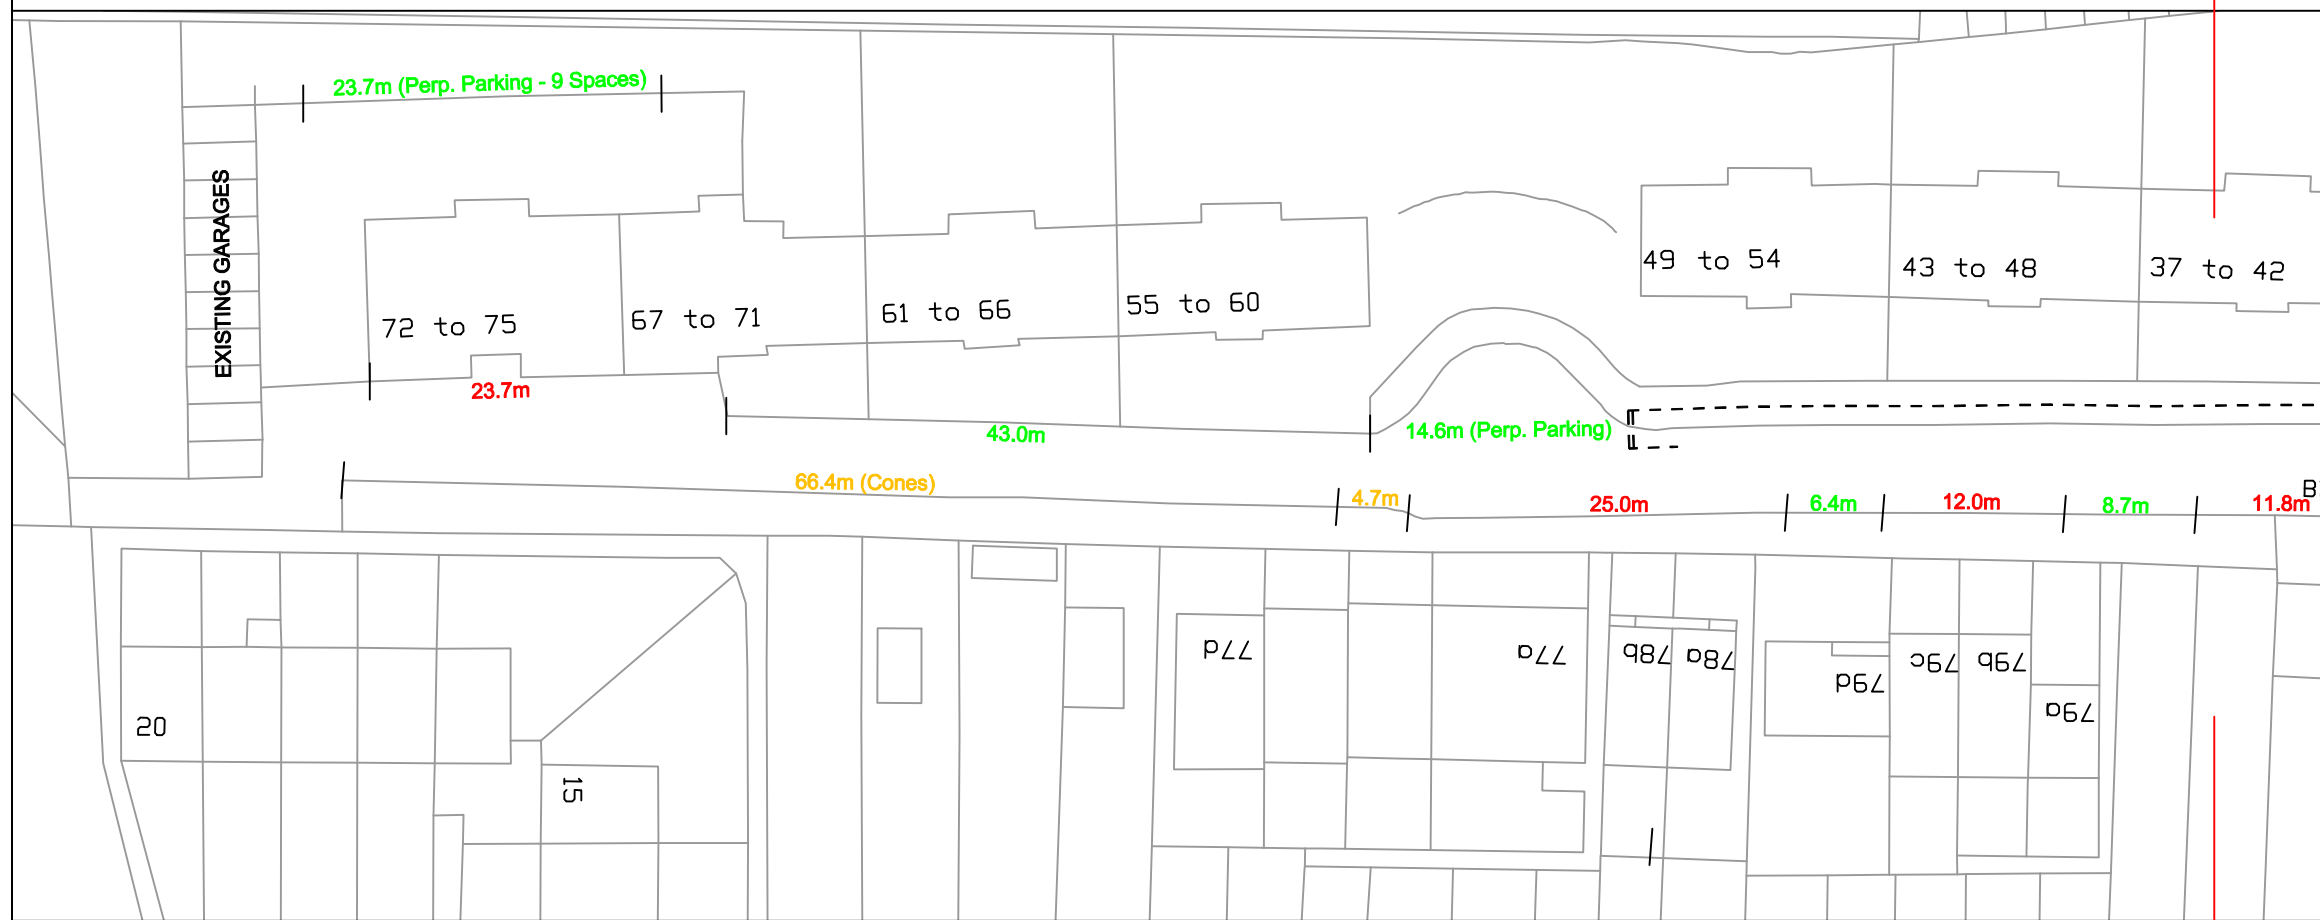 23.7m (Perp. Parking - 9 Spaces)
EXISTING GARAGES
49 to 54
43 to 48
37 to 42
72 to 75
67 to 71
61 to 66
55 to 60
23.7m
43.0m
14.6m (Perp. Parking)
66.4m (Cones)
4.7m
25.0m
6.4m
12.0m
8.7m
11.8m
B
77d
77a
78b
78a
79d
79c
79b
79a
20
15